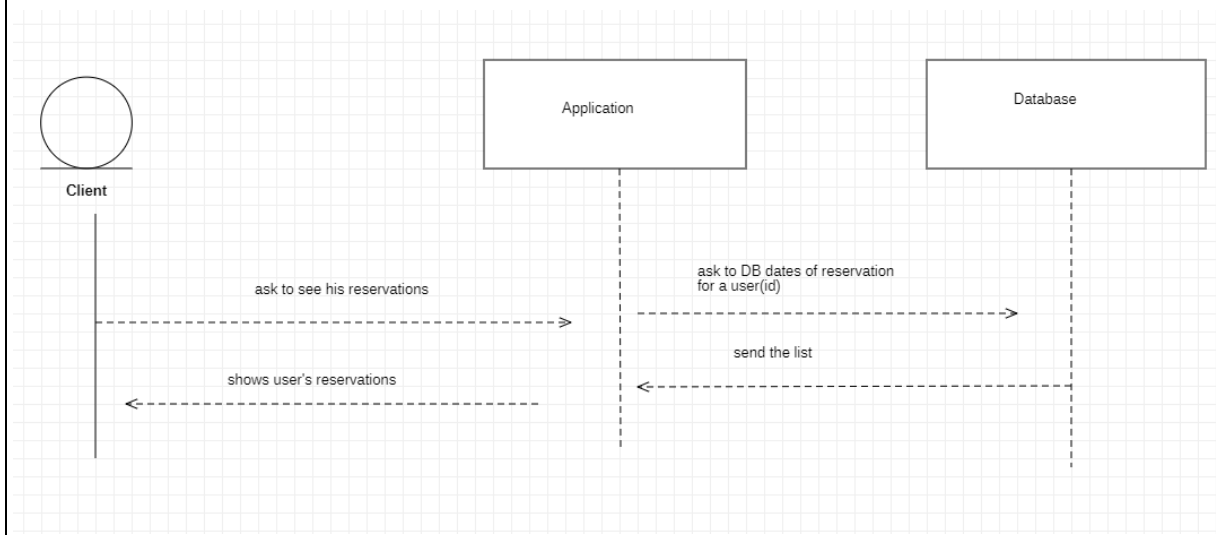 Application
Database
Client
ask to see his reservations
ask to DB dates of reservation
for a user(id)
send the list
shows user's reservations